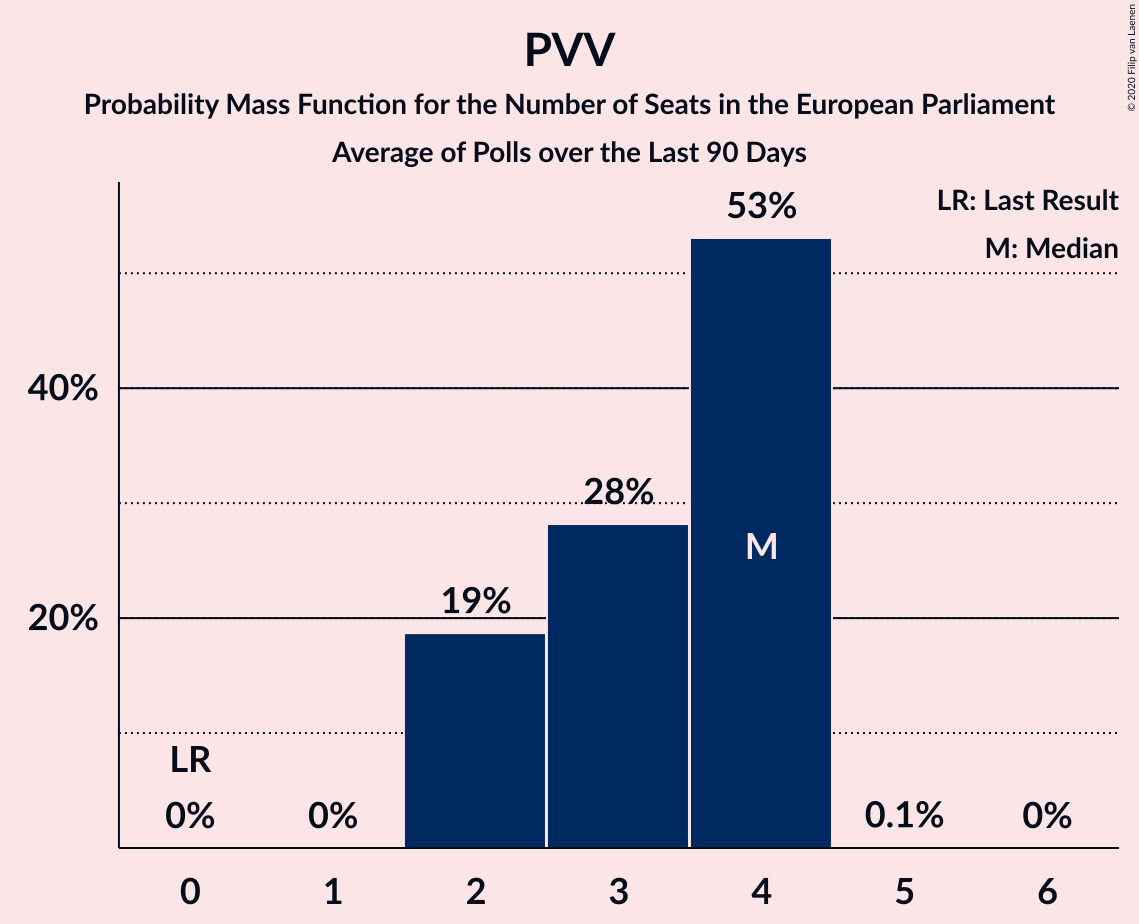 PVV
Probability Mass Function for the Number of Seats in the European Parliament
Average of Polls over the Last 90 Days
© 2020 Filip van Laenen
LR: Last Result
M: Median
53%
40%
28%
M
19%
20%
LR
0%
0%
0.1%
0%
0
1
2
3
4
5
6